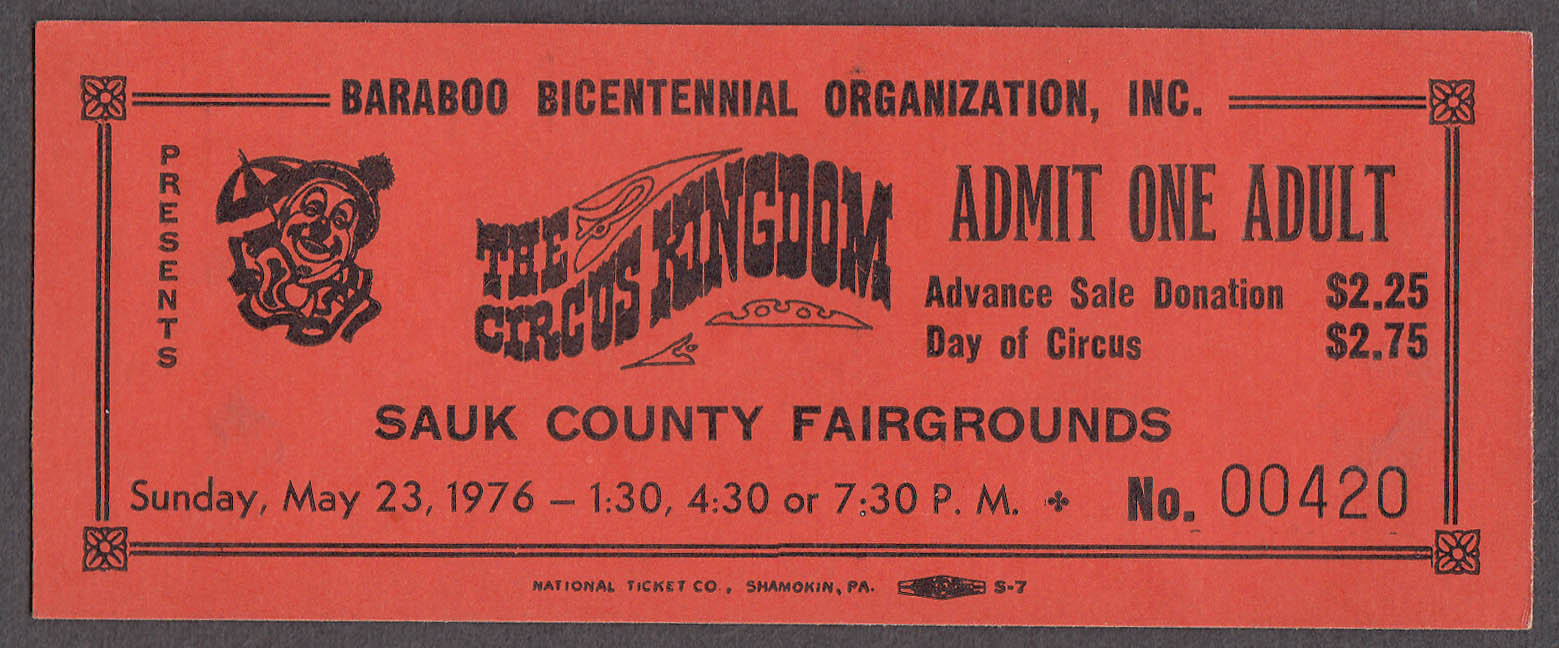 BARABOO BICENTENNIAL ORGANIZATION, INC.
PRESENTS
THE
CIRCUS KINGDOM
ADMIT ONE ADULT
Advance Sale Donation $2.25
Day of Circus $2.75
SAUK COUNTY FAIRGROUNDS
Sunday, May 23, 1976 — 1:30, 4:30 or 7:30 P. M.
No. 00420
NATIONAL TICKET CO., SHAMOKIN, PA. S-7